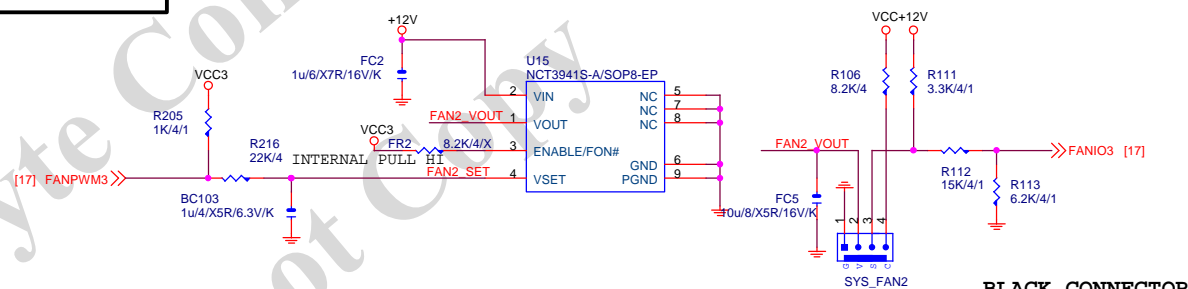 yte Con
ot Copy
+12V
FC2
1u/6/X7R/16V/K
VCC3
R205
1K/4/1
R216
22K/4
[17] FANPWM3
BC103
1u/4/X5R/6.3V/K
INTERNAL PULL HI
VCC3
FR2
8.2K/4/X
FAN2_VOUT
FAN2_SET
U15
NCT3941S-A/SOP8-EP
2 VIN
1 VOUT
3 ENABLE/FON#
4 VSET
NC 5
NC 7
NC 8
GND 6
PGND 9
VCC +12V
R106
8.2K/4
R111
3.3K/4/1
FAN2_VOUT
FANIO3 [17]
R112
15K/4/1
R113
6.2K/4/1
FC5
10u/8/X5R/16V/K
1 2 3 4
G V S C
SYS_FAN2
BLACK CONNECTOR